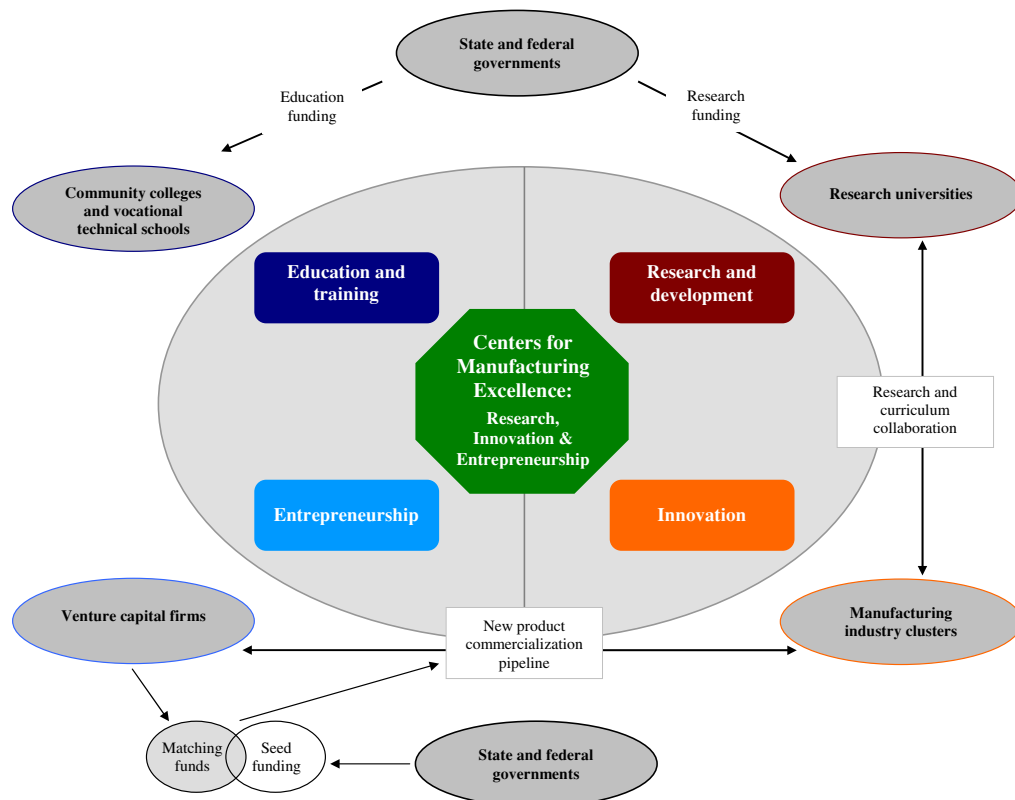 State and federal
governments
Education
funding
Research
funding
Community colleges
and vocational
technical schools
Research universities
Education and
training
Research and
development
Centers for
Manufacturing
Excellence:
Research,
Innovation &
Entrepreneurship
Research and
curriculum
collaboration
Entrepreneurship
Innovation
Venture capital firms
New product
commercialization
pipeline
Manufacturing
industry clusters
Matching
funds
Seed
funding
State and federal
governments